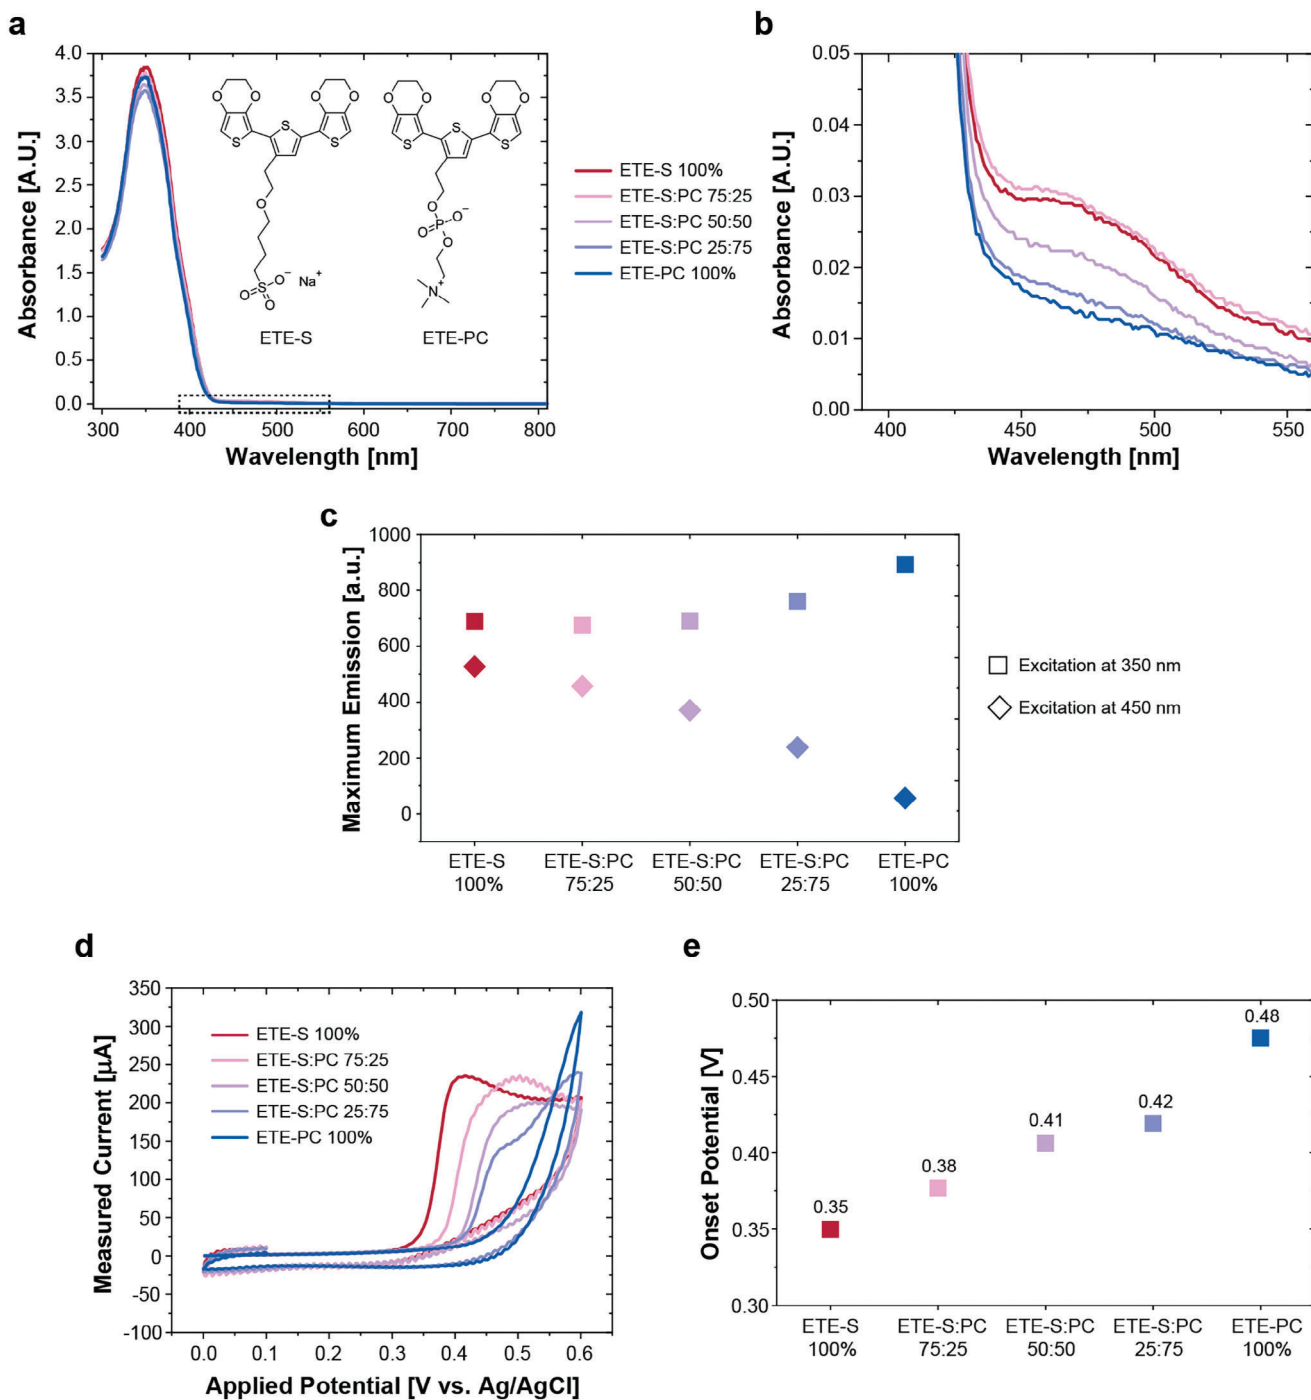 a
4.0
3.5
3.0
2.5
2.0
1.5
1.0
0.5
0.0
Absorbance [A.U.]
300 400 500 600 700 800
Wavelength [nm]
O O O O
S S S
O
O S O⁻ Na⁺
O
ETE-S
O O O O
S S S
O
O P O⁻
O
N⁺
ETE-PC
ETE-S 100%
ETE-S:PC 75:25
ETE-S:PC 50:50
ETE-S:PC 25:75
ETE-PC 100%
b
0.05
0.04
0.03
0.02
0.01
0.00
Absorbance [A.U.]
400 450 500 550
Wavelength [nm]
c
1000
800
600
400
200
0
Maximum Emission [a.u.]
ETE-S ETE-S:PC ETE-S:PC ETE-S:PC ETE-PC
100% 75:25 50:50 25:75 100%
Excitation at 350 nm
Excitation at 450 nm
d
350
300
250
200
150
100
50
0
-50
-100
Measured Current [μA]
ETE-S 100%
ETE-S:PC 75:25
ETE-S:PC 50:50
ETE-S:PC 25:75
ETE-PC 100%
0.0 0.1 0.2 0.3 0.4 0.5 0.6
Applied Potential [V vs. Ag/AgCl]
e
0.50
0.45
0.40
0.35
0.30
Onset Potential [V]
0.35
0.38
0.41
0.42
0.48
ETE-S ETE-S:PC ETE-S:PC ETE-S:PC ETE-PC
100% 75:25 50:50 25:75 100%